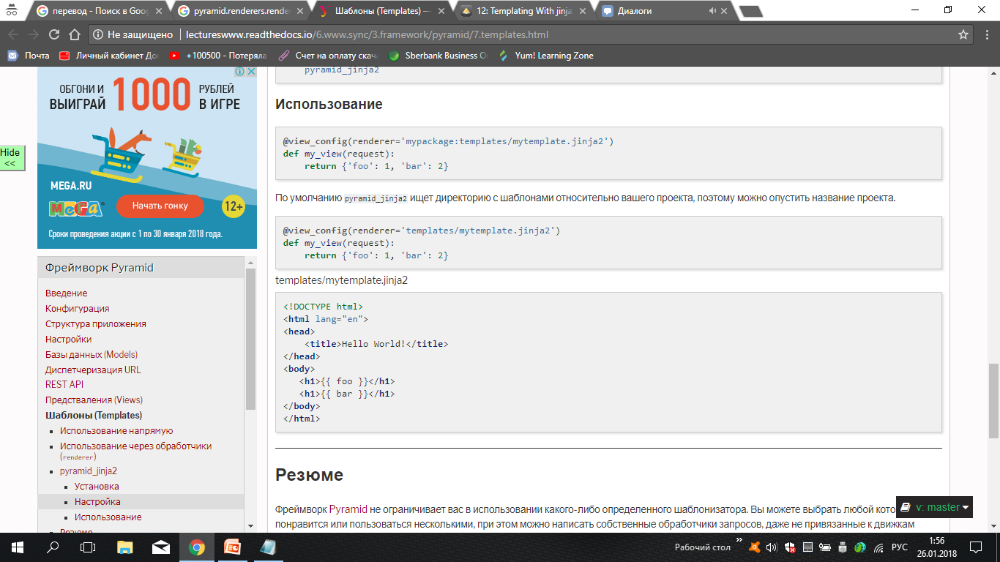 перевод - Поиск в Goog
pyramid.renderers.rende
Шаблоны (Templates) —
12: Templating With jinja
Диалоги
Не защищено
lectureswww.readthedocs.io/6.www.sync/3.framework/pyramid/7.templates.html
Почта
Личный кабинет До
+100500 - Потеряла
Счет на оплату скача
Sberbank Business O
Yum! Learning Zone
ОБГОНИ И
ВЫИГРАЙ
1000
РУБЛЕЙ
В ИГРЕ
MEGA.RU
MEGA
Начать гонку
12+
Сроки проведения акции с 1 по 30 января 2018 года.
Hide
<<
Фреймворк Pyramid
Введение
Конфигурация
Структура приложения
Настройки
Базы данных (Models)
Диспетчеризация URL
REST API
Предстваления (Views)
Шаблоны (Templates)
Использование напрямую
Использование через обработчики
(renderer)
pyramid_jinja2
Установка
Настройка
Использование
Резюме
pyramid_jinja2
Использование
@view_config(renderer='mypackage:templates/mytemplate.jinja2')
def my_view(request):
return {'foo': 1, 'bar': 2}
По умолчанию pyramid_jinja2 ищет директорию с шаблонами относительно вашего проекта, поэтому можно опустить название проекта.
@view_config(renderer='templates/mytemplate.jinja2')
def my_view(request):
return {'foo': 1, 'bar': 2}
templates/mytemplate.jinja2
<!DOCTYPE html>
<html lang="en">
<head>
<title>Hello World!</title>
</head>
<body>
<h1>{{ foo }}</h1>
<h1>{{ bar }}</h1>
</body>
</html>
Резюме
Фреймворк Pyramid не ограничивает вас в использовании какого-либо определенного шаблонизатора. Вы можете выбрать любой кото
понравится или пользоваться несколькими, при этом можно написать собственные обработчики запросов, даже не привязанные к движкам
v: master
Рабочий стол
»
РУС
1:56
26.01.2018